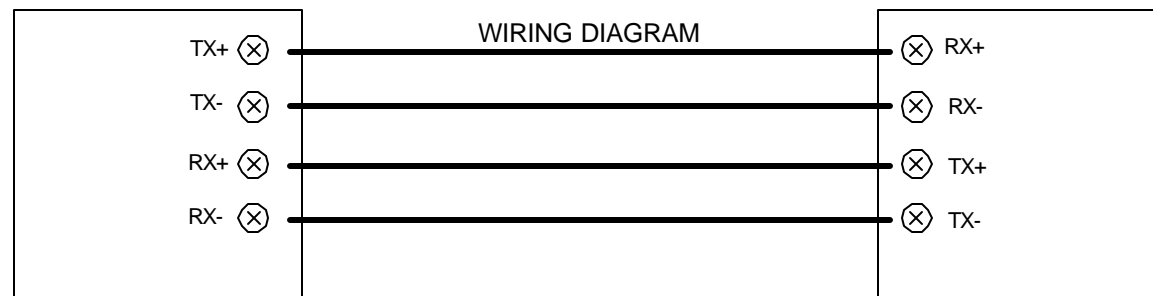 WIRING DIAGRAM
TX+ RX+
TX- RX-
RX+ TX+
RX- TX-